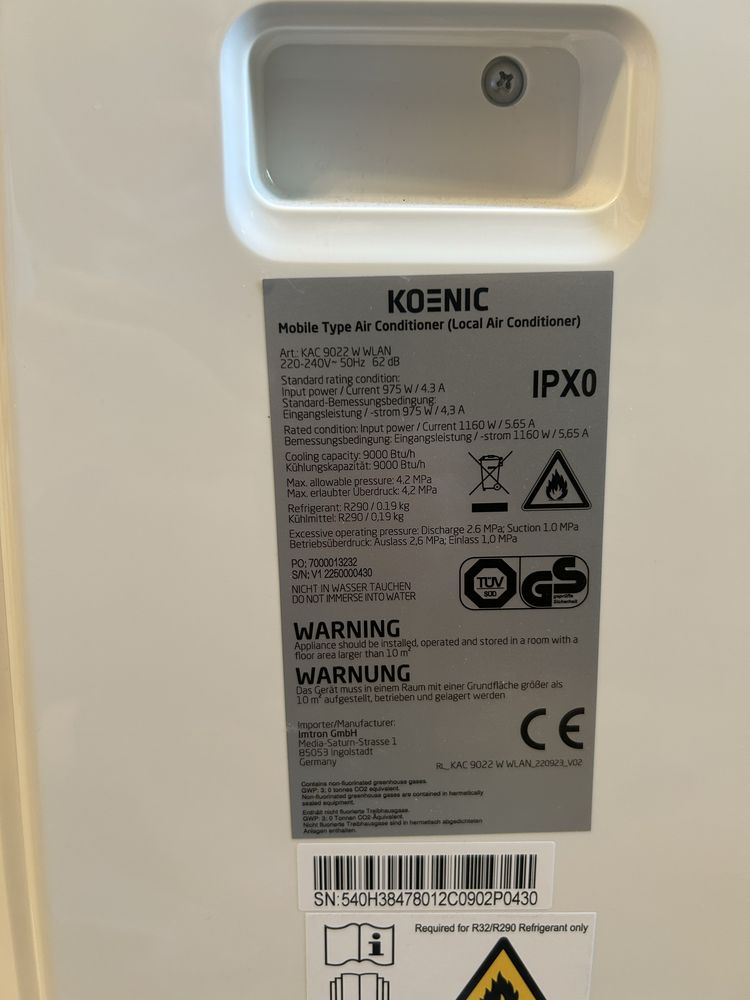 KOENIC
Mobile Type Air Conditioner (Local Air Conditioner)
Art.: KAC 9022 W WLAN
220-240V~ 50Hz 62 dB
Standard rating condition:
Input power / Current 975 W / 4.3 A
Standard-Bemessungsbedingung:
Eingangsleistung / -strom 975 W / 4,3 A
IPX0
Rated condition: Input power / Current 1160 W / 5.65 A
Bemessungsbedingung: Eingangsleistung / -strom 1160 W / 5,65 A
Cooling capacity: 9000 Btu/h
Kühlungskapazität: 9000 Btu/h
Max. allowable pressure: 4.2 MPa
Max. erlaubter Überdruck: 4,2 MPa
Refrigerant: R290 / 0.19 kg
Kühlmittel: R290 / 0,19 kg
Excessive operating pressure: Discharge 2.6 MPa; Suction 1.0 MPa
Betriebsüberdruck: Auslass 2,6 MPa; Einlass 1,0 MPa
PO: 7000013232
S/N: V1 2260000430
NICHT IN WASSER TAUCHEN
DO NOT IMMERSE INTO WATER
TÜV
SÜD
GS
geprüfte
Sicherheit
WARNING
Appliance should be installed, operated and stored in a room with a
floor area larger than 10 m²
WARNUNG
Das Gerät muss in einem Raum mit einer Grundfläche größer als
10 m² aufgestellt, betrieben und gelagert werden
Importer/Manufacturer:
Imtron GmbH
Media-Saturn-Strasse 1
85053 Ingolstadt
Germany
CE
RL_KAC 9022 W WLAN_220923_V02
Contains non-fluorinated greenhouse gases.
GWP: 3; 0 tonnes CO2 equivalent.
Non-fluorinated greenhouse gases are contained in hermetically
sealed equipment.
Enthält nicht fluorierte Treibhausgase.
GWP: 3; 0 Tonnen CO2-Äquivalent.
Nicht fluorierte Treibhausgase sind in hermetisch abgedichteten
Anlagen enthalten.
SN:540H38478012C0902P0430
Required for R32/R290 Refrigerant only